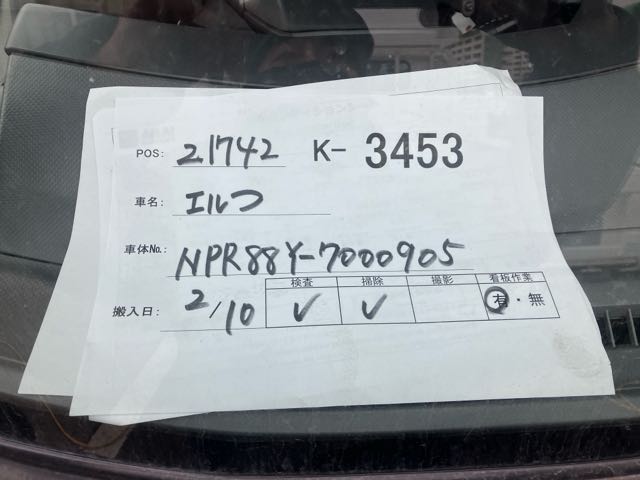 POS: 21742 K- 3453
車名: エルフ
車体No. NPR88Y-7000905
検査 掃除 撮影 看板作業
搬入日: 2/10 ✓ ✓ 有・無